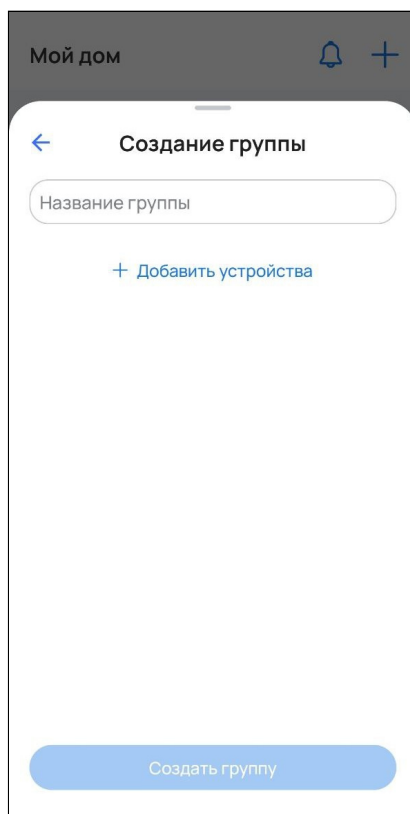 Мой дом
Создание группы
Название группы
+ Добавить устройства
Создать группу